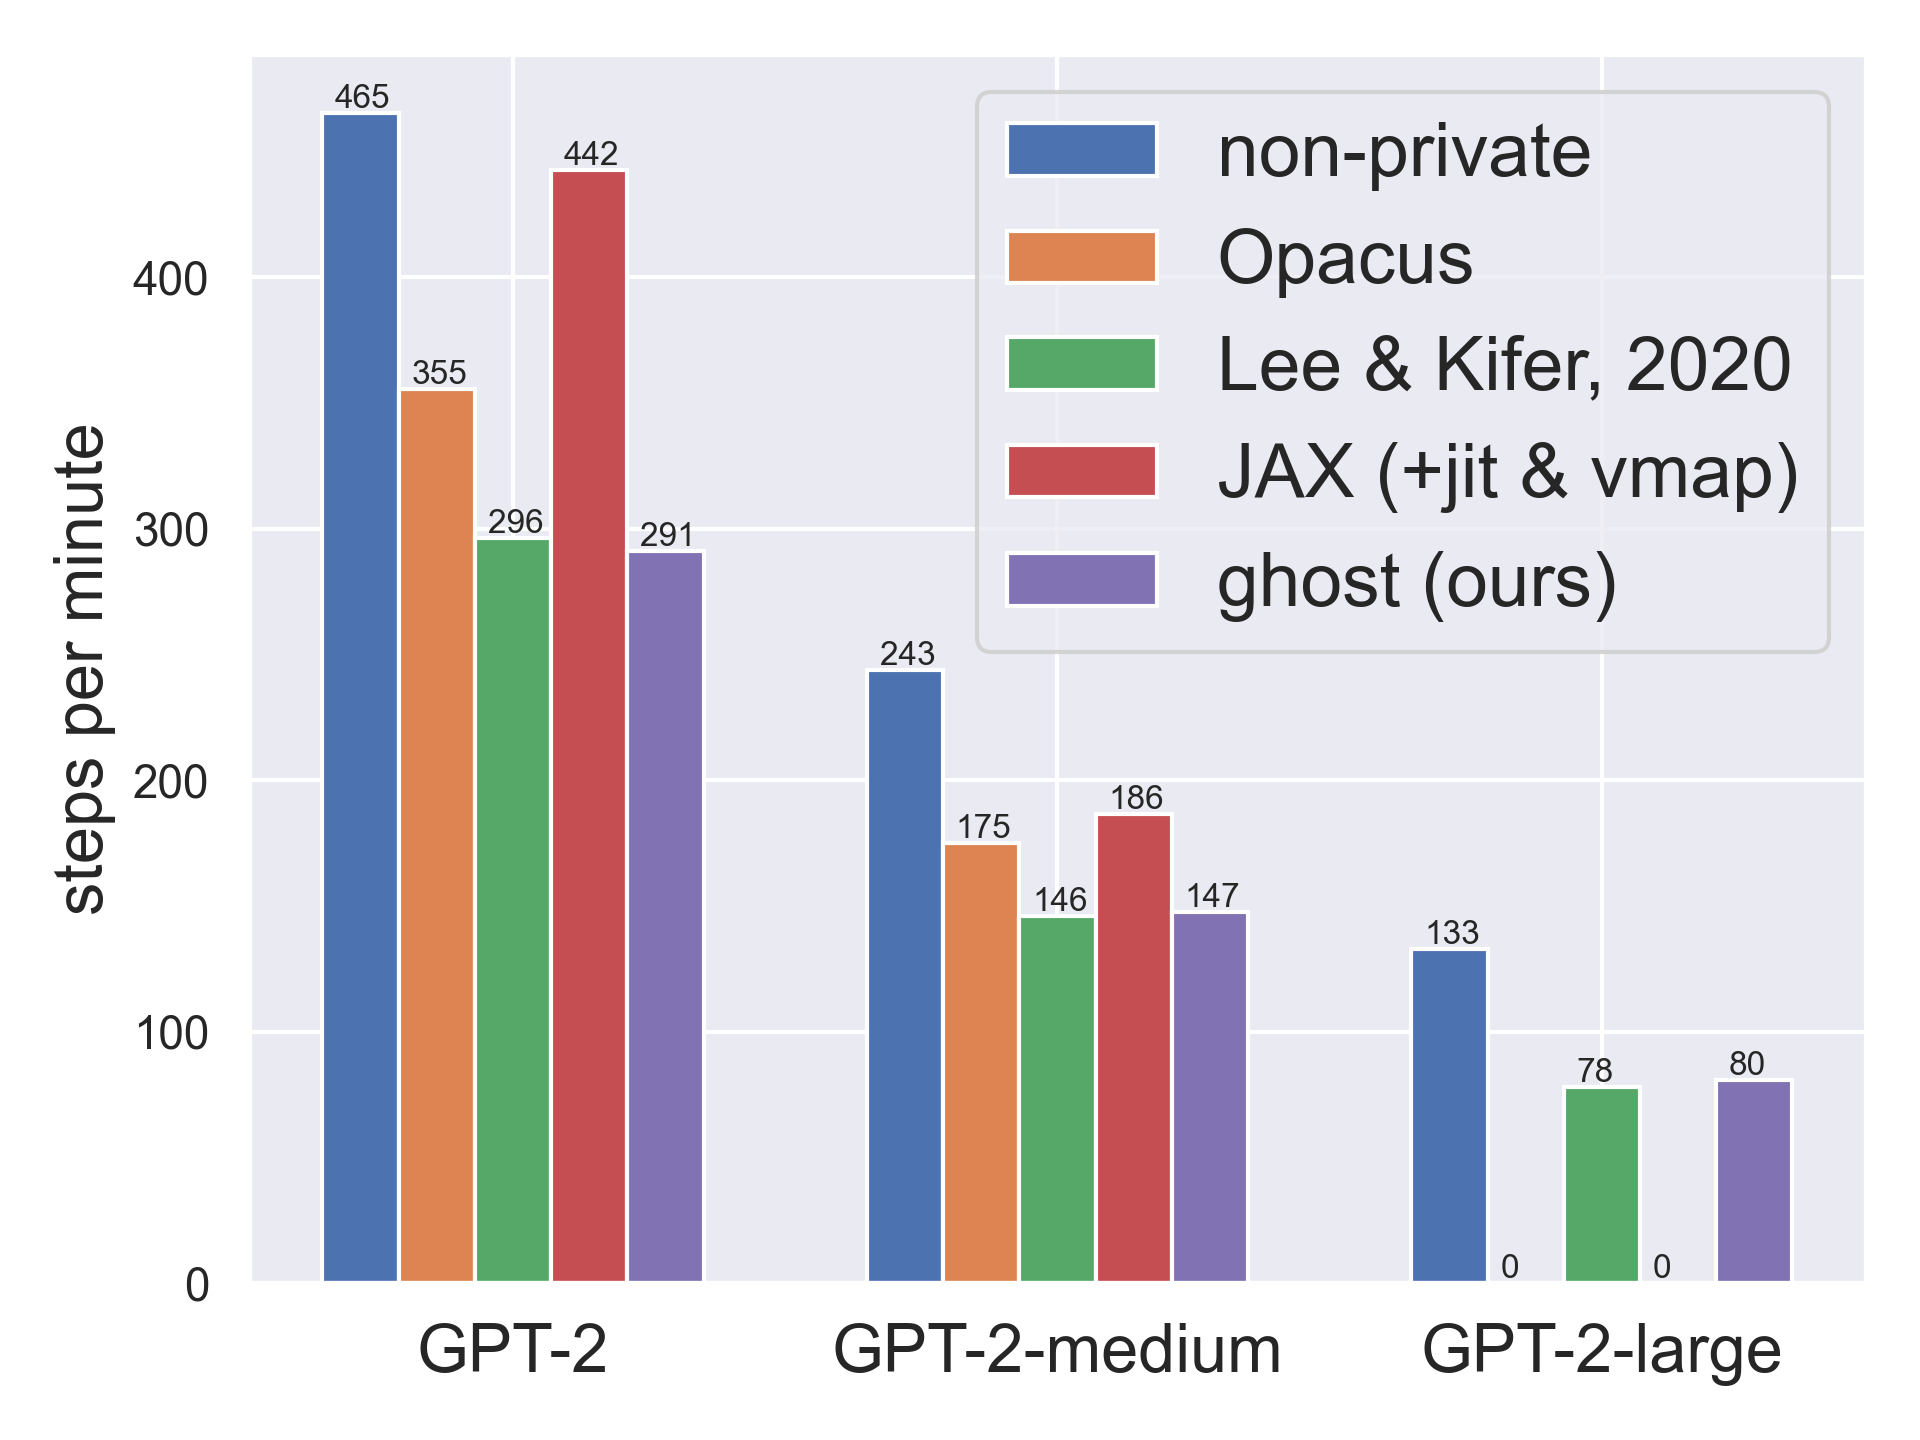 steps per minute
400
300
200
100
0
465
355
296
442
291
243
175
146
186
147
133
0
78
0
80
non-private
Opacus
Lee & Kifer, 2020
JAX (+jit & vmap)
ghost (ours)
GPT-2
GPT-2-medium
GPT-2-large